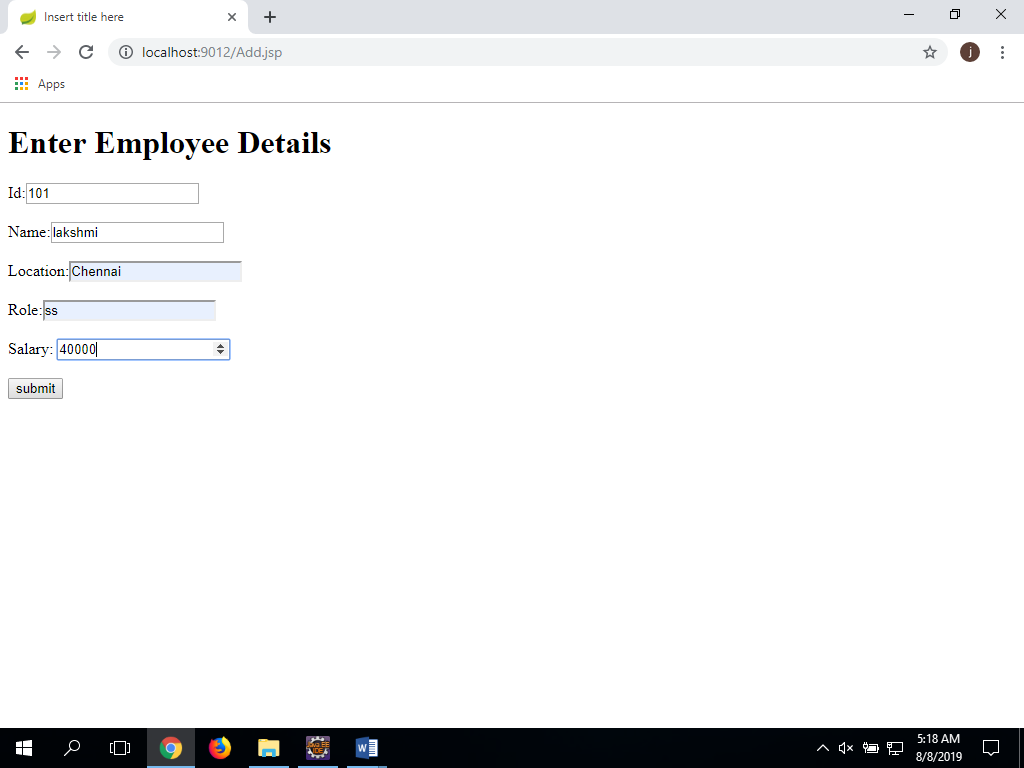 Insert title here
localhost:9012/Add.jsp
j
Apps
Enter Employee Details
Id:101
Name:lakshmi
Location:Chennai
Role:ss
Salary: 40000
submit
W
5:18 AM
8/8/2019